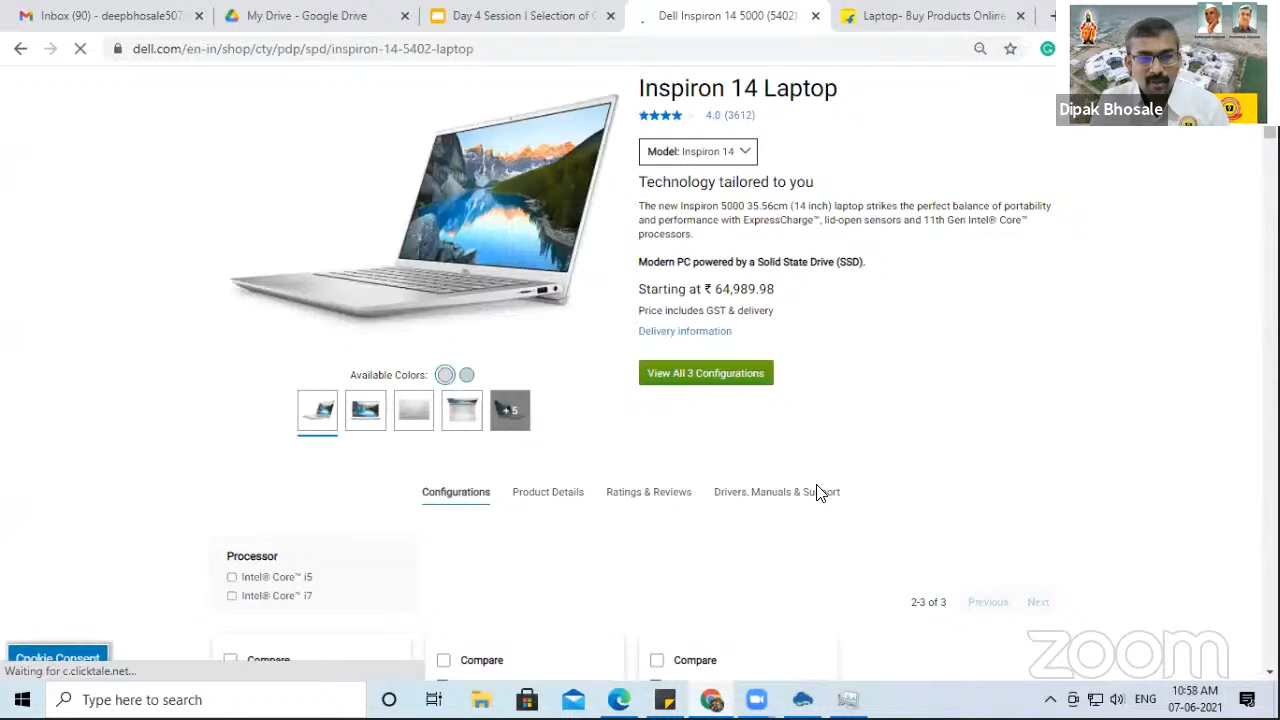 Inbox (90) - deepbhosale507
My Drive - Google Drive
Day 4 Session 1 Selection of C
Dell Inspiron 14 5000 (5402)
Laptop- Buy Products Online
dell.com/en-in/shop/cty/pdp/spd/inspiron-14-5402-laptop
Dipak Bhosale
Inspiron 14 Laptop
4.0 (3612)
Model: Inspiron 14
Technology tailored to you
The new Inspiron 5000 35.56cm (14 inch) laptop strikes the perfect balance of portability
and performance with ExpressCharge™, lid-open sensors and 11th Gen Intel® Core™
processors.
Modern PC powered by a Solid State Drive (SSD).
Starting at ₹ 64,989.98
Price includes GST & delivery
Delivery information
View All 3 Configurations
Available Colors:
+5
Configurations Product Details Ratings & Reviews Drivers, Manuals & Support
Processor
Intel® Core™ i5
Intel® Core™ i7
2-3 of 3 Previous Next
Cookie Consent
Compare Compare Compare
Waiting for c.clicktale.net...
zoom
Type here to search
ENG
10:58 AM
07-06-2021